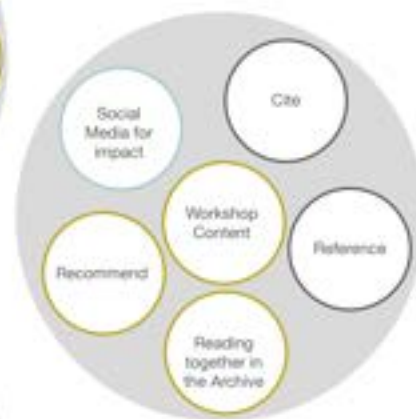 Social
Media for
impact
Cite
Workshop
Content
Reference
Recommend
Reading
together in
the Archive